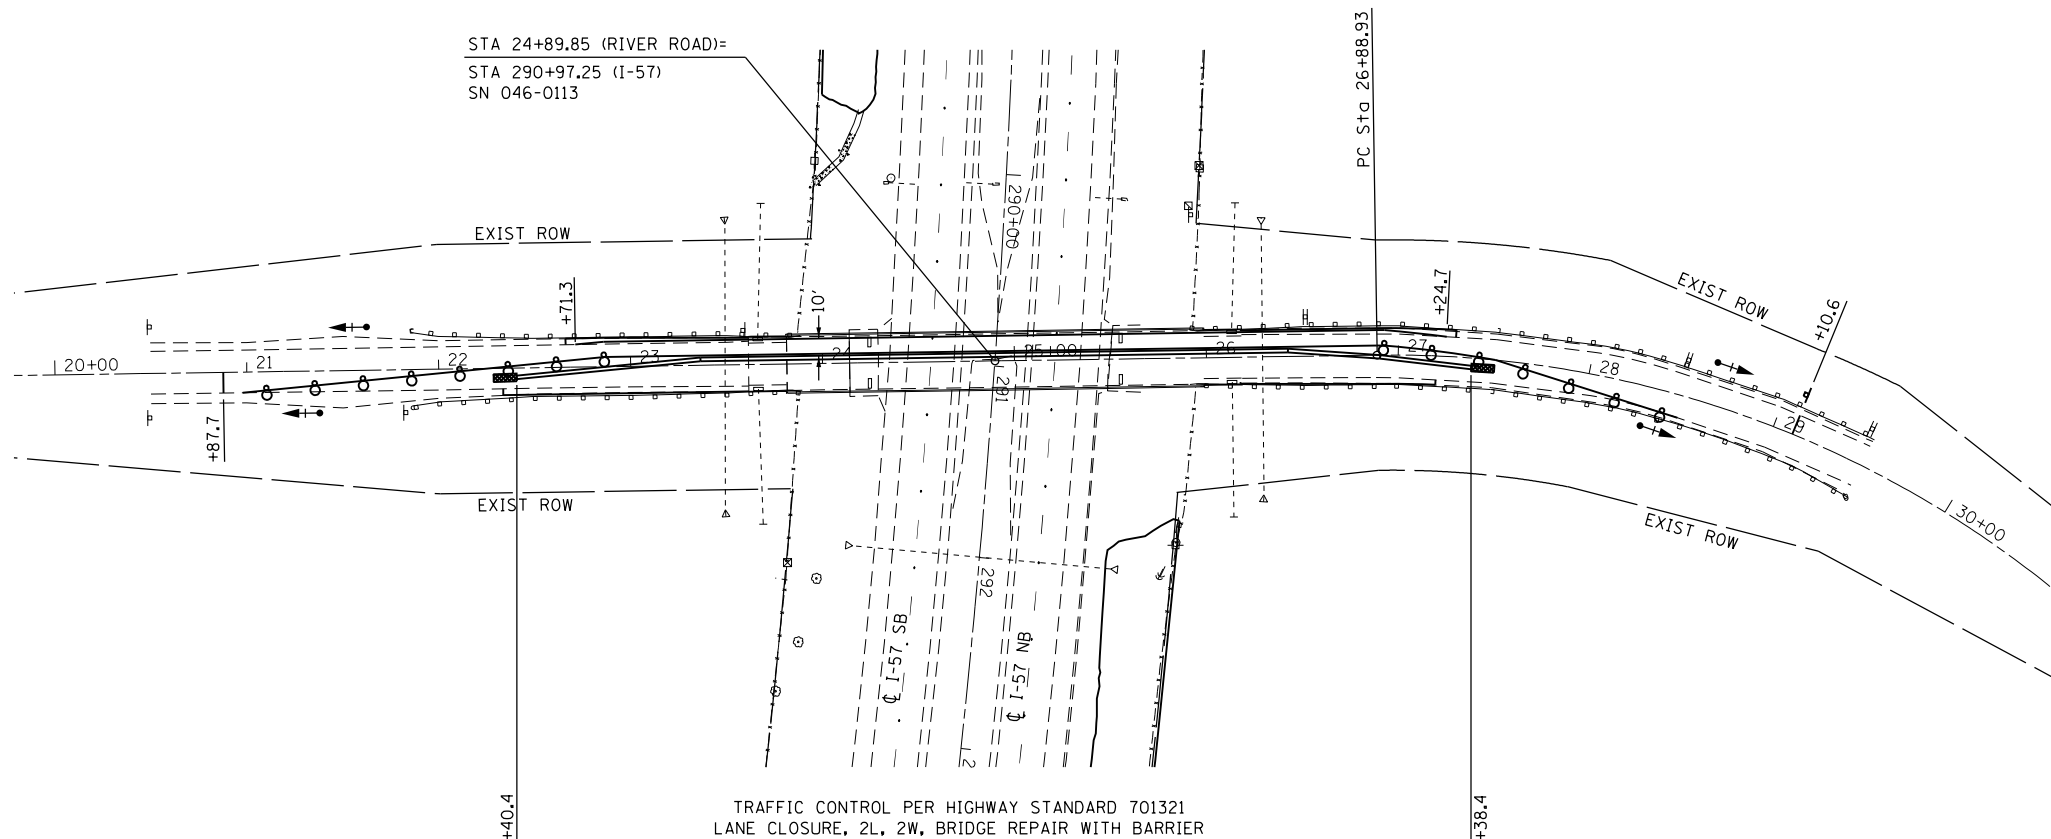 STA 24+89.85 (RIVER ROAD)=
STA 290+97.25 (I-57)
SN 046-0113
PC Sta 26+88.93
EXIST ROW
290+00
EXIST ROW
+71.3
10'
+24.7
+10.6
20+00
21
22
23
24
25+00
26
27
28
29
30+00
291
+87.7
EXIST ROW
EXIST ROW
292
℄ I-57 SB
℄ I-57 NB
2
+40.4
+38.4
TRAFFIC CONTROL PER HIGHWAY STANDARD 701321
LANE CLOSURE, 2L, 2W, BRIDGE REPAIR WITH BARRIER